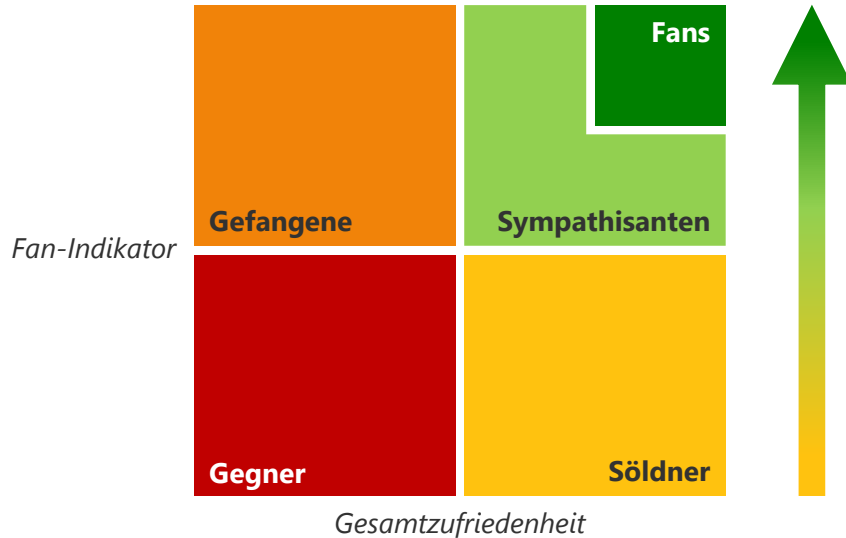 Fans
Gefangene
Sympathisanten
Fan-Indikator
Gegner
Söldner
Gesamtzufriedenheit